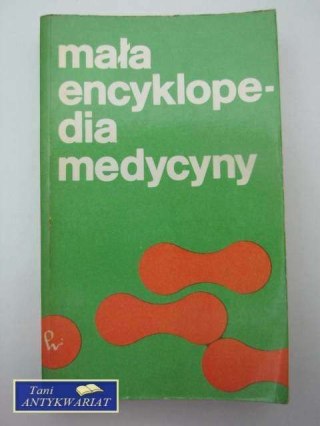 mała
encyklope-
dia
medycyny
Tani
ANTYKWARIAT